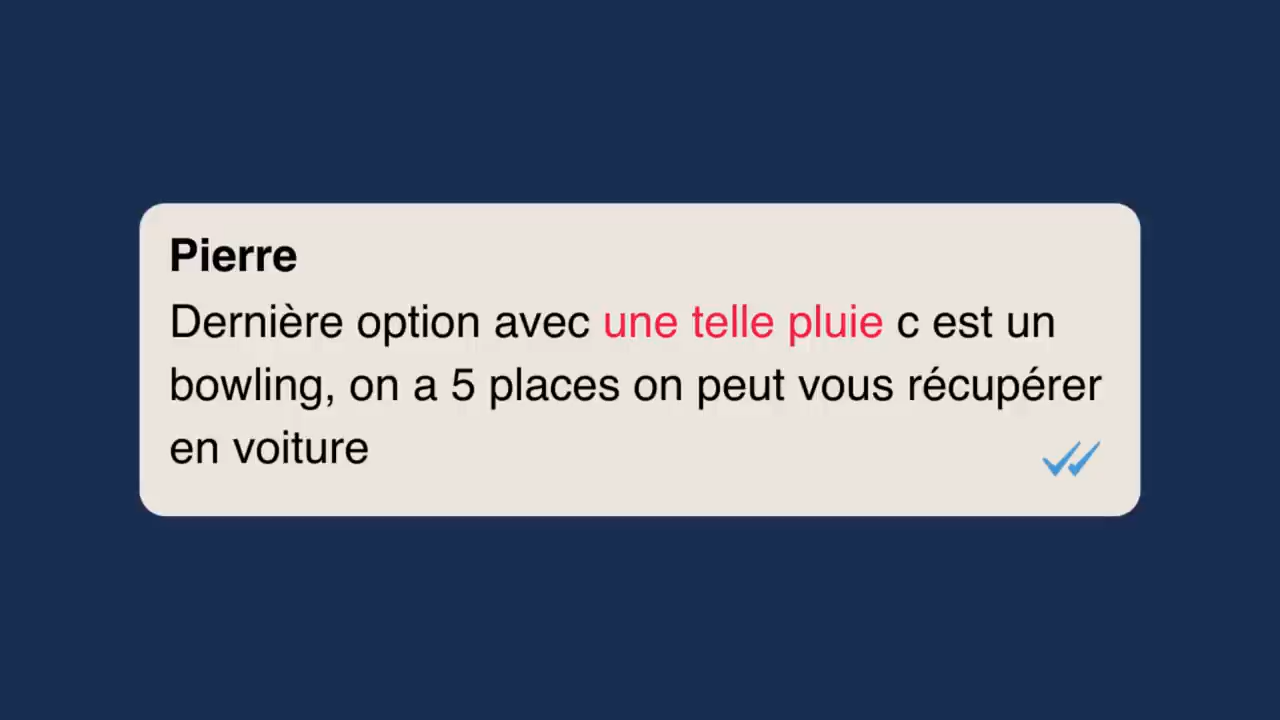 Pierre
Dernière option avec une telle pluie c est un
bowling, on a 5 places on peut vous récupérer
en voiture